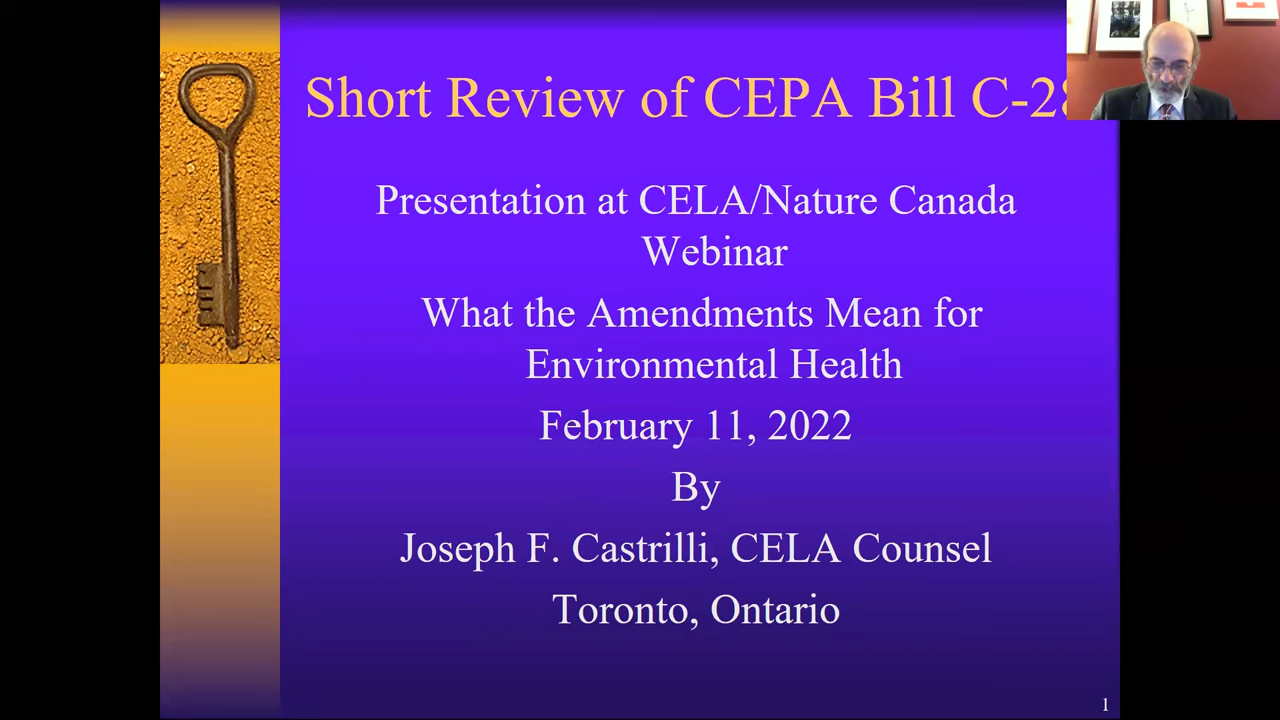 Short Review of CEPA Bill C-28
Presentation at CELA/Nature Canada
Webinar
What the Amendments Mean for
Environmental Health
February 11, 2022
By
Joseph F. Castrilli, CELA Counsel
Toronto, Ontario
1